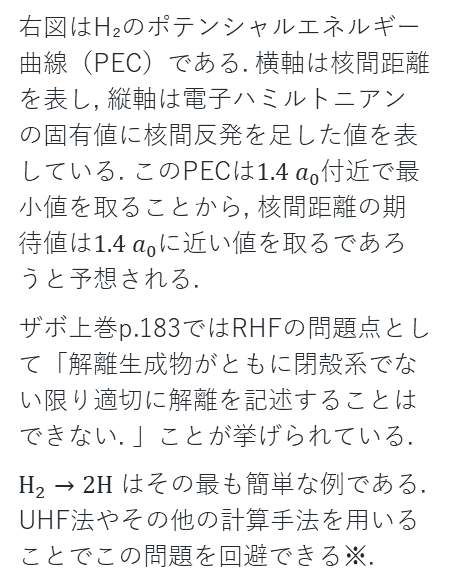 右図はH₂のポテンシャルエネルギー
曲線（PEC）である. 横軸は核間距離
を表し, 縦軸は電子ハミルトニアン
の固有値に核間反発を足した値を表
している. このPECは1.4 a₀付近で最
小値を取ることから, 核間距離の期
待値は1.4 a₀に近い値を取るであろ
うと予想される.
ザボ上巻p.183ではRHFの問題点とし
て「解離生成物がともに閉殻系でな
い限り適切に解離を記述することは
できない. 」ことが挙げられている.
H₂ → 2H はその最も簡単な例である.
UHF法やその他の計算手法を用いる
ことでこの問題を回避できる※.